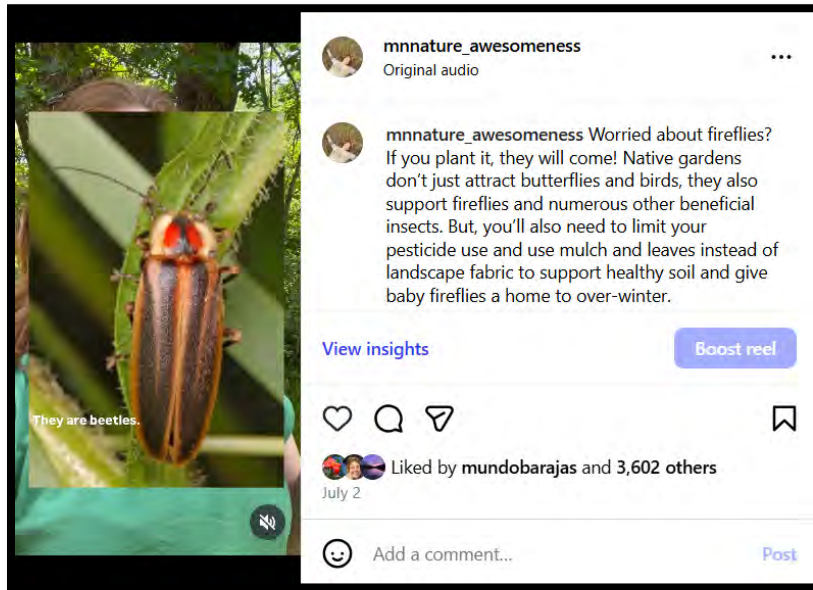 They are beetles.
mnnature_awesomeness
Original audio
mnnature_awesomeness Worried about fireflies?
If you plant it, they will come! Native gardens
don't just attract butterflies and birds, they also
support fireflies and numerous other beneficial
insects. But, you'll also need to limit your
pesticide use and use mulch and leaves instead of
landscape fabric to support healthy soil and give
baby fireflies a home to over-winter.
View insights
Boost reel
Liked by mundobarajas and 3,602 others
July 2
Add a comment...
Post